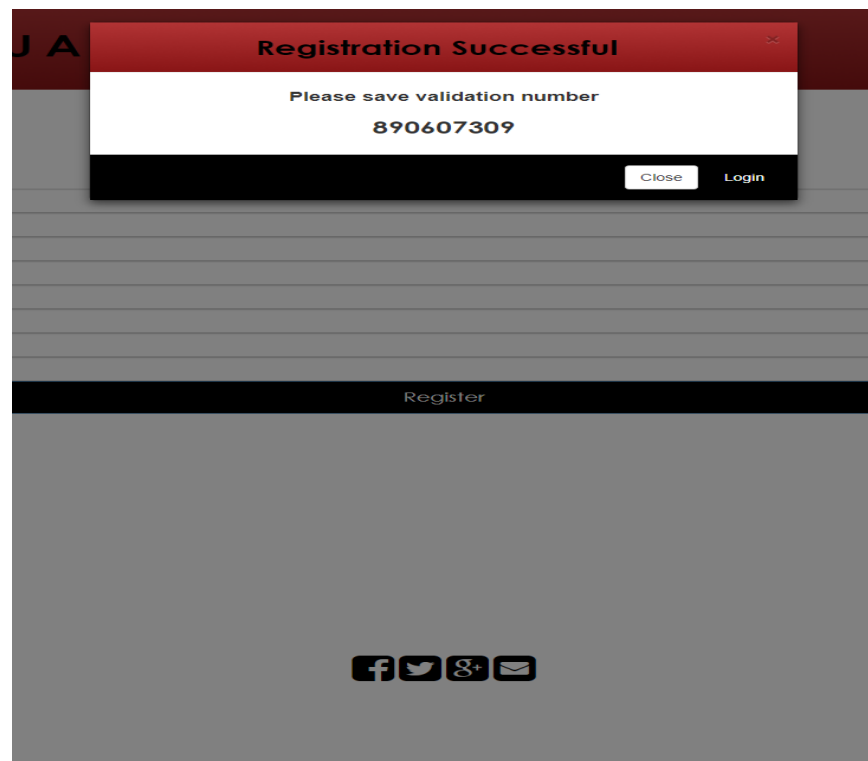 U A
Registration Successful
×
Please save validation number
890607309
Close Login
Register